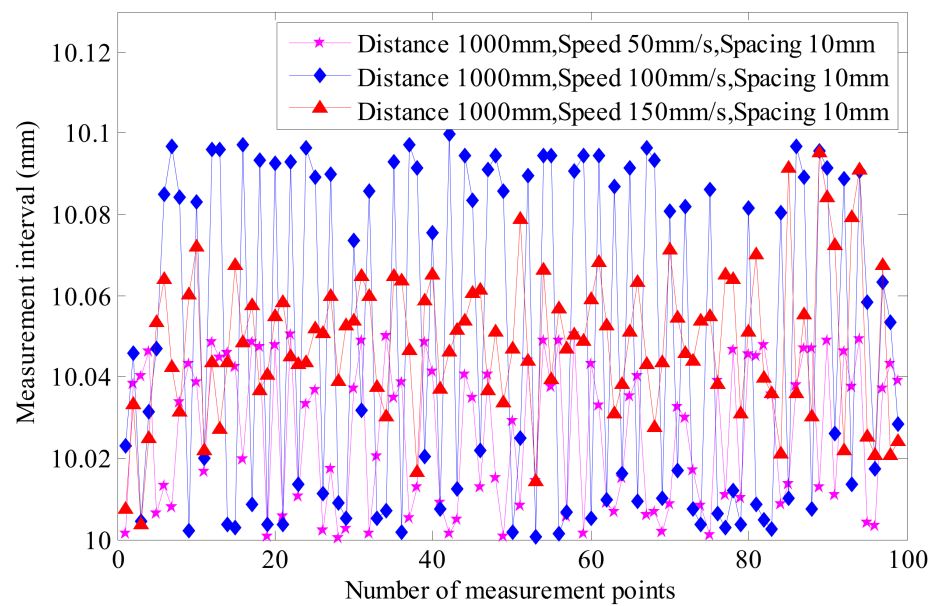 10.12
Distance 1000mm,Speed 50mm/s,Spacing 10mm
Distance 1000mm,Speed 100mm/s,Spacing 10mm
Distance 1000mm,Speed 150mm/s,Spacing 10mm
10.1
10.08
10.06
10.04
10.02
10
Measurement interval (mm)
0
20
40
60
80
100
Number of measurement points